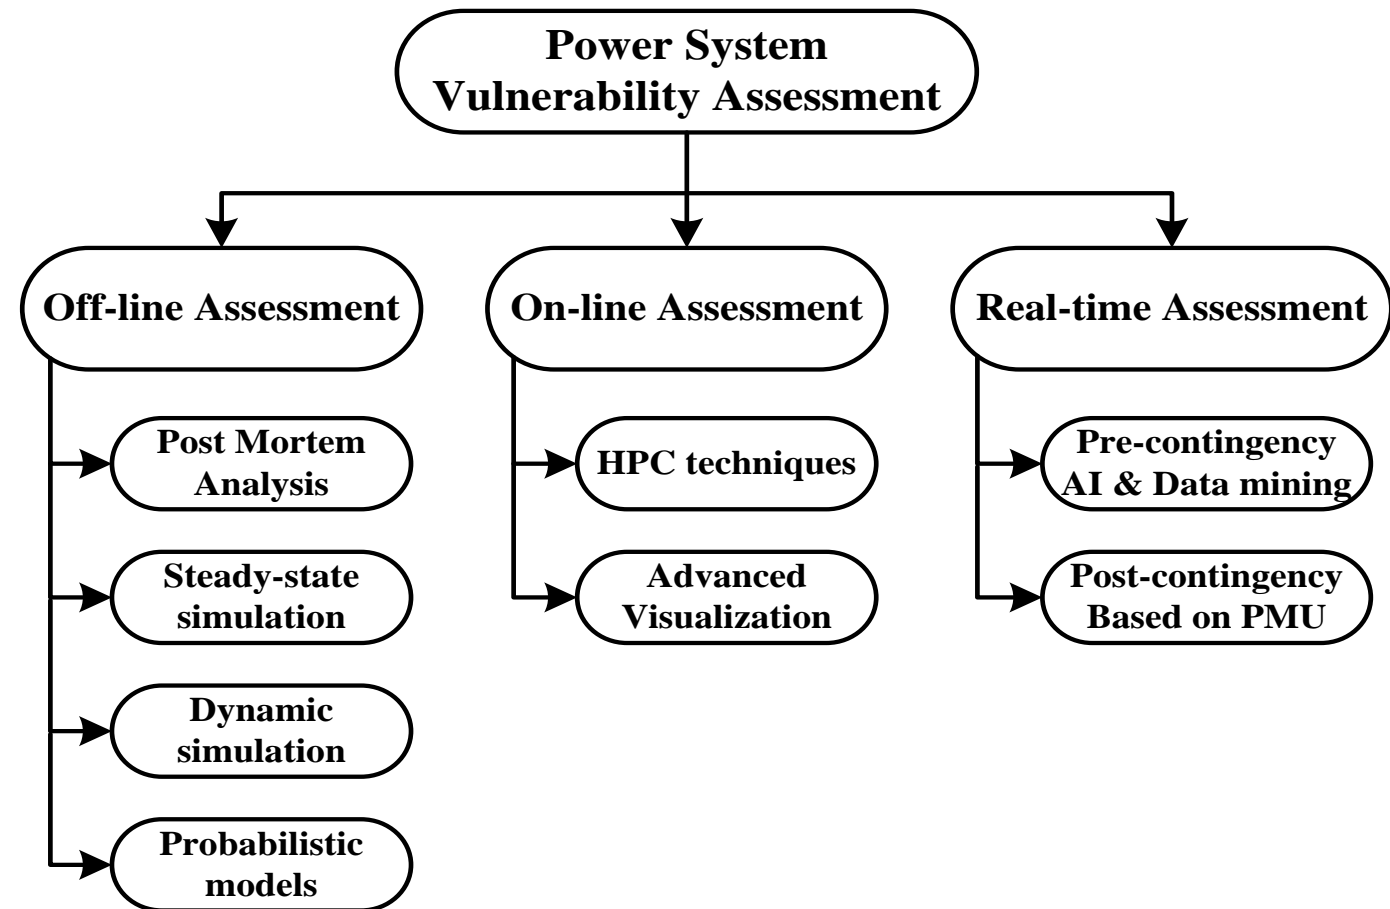 Power System
Vulnerability Assessment
Off-line Assessment
On-line Assessment
Real-time Assessment
Post Mortem
Analysis
Steady-state
simulation
Dynamic
simulation
Probabilistic
models
HPC techniques
Advanced
Visualization
Pre-contingency
AI & Data mining
Post-contingency
Based on PMU